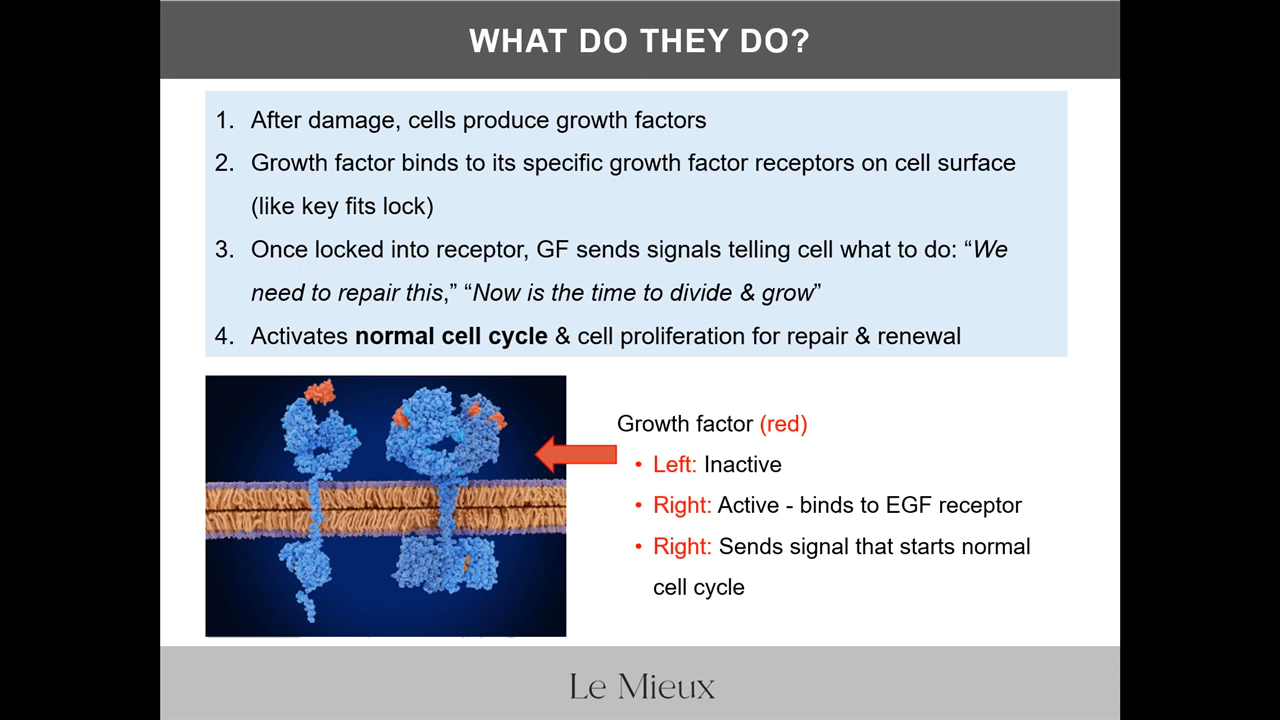 WHAT DO THEY DO?
1. After damage, cells produce growth factors
2. Growth factor binds to its specific growth factor receptors on cell surface
(like key fits lock)
3. Once locked into receptor, GF sends signals telling cell what to do: “We
need to repair this,” “Now is the time to divide & grow”
4. Activates normal cell cycle & cell proliferation for repair & renewal
Growth factor (red)
• Left: Inactive
• Right: Active - binds to EGF receptor
• Right: Sends signal that starts normal
cell cycle
Le Mieux